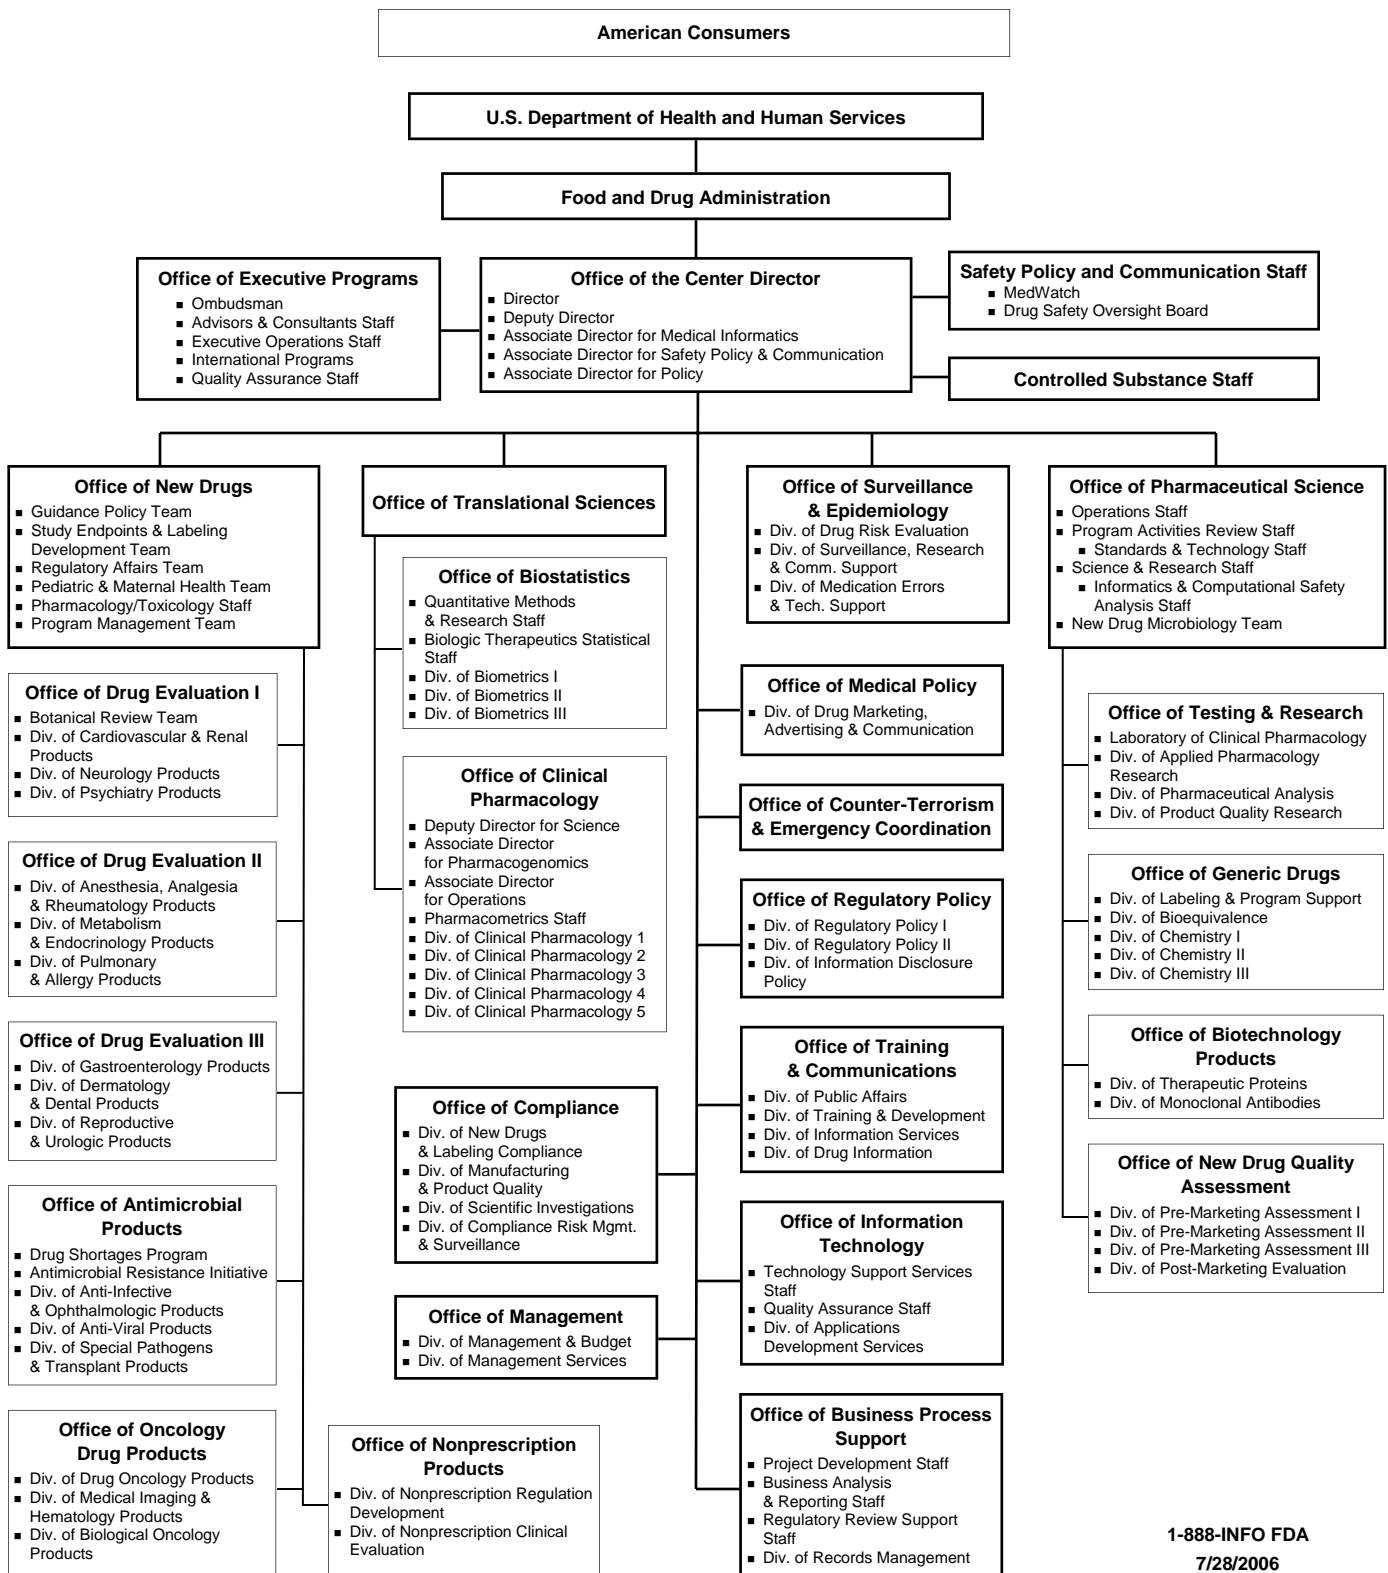 American Consumers
U.S. Department of Health and Human Services
Food and Drug Administration
Office of Executive Programs
■ Ombudsman
■ Advisors & Consultants Staff
■ Executive Operations Staff
■ International Programs
■ Quality Assurance Staff
Office of the Center Director
■ Director
■ Deputy Director
■ Associate Director for Medical Informatics
■ Associate Director for Safety Policy & Communication
■ Associate Director for Policy
Safety Policy and Communication Staff
■ MedWatch
■ Drug Safety Oversight Board
Controlled Substance Staff
Office of New Drugs
■ Guidance Policy Team
■ Study Endpoints & Labeling
Development Team
■ Regulatory Affairs Team
■ Pediatric & Maternal Health Team
■ Pharmacology/Toxicology Staff
■ Program Management Team
Office of Drug Evaluation I
■ Botanical Review Team
■ Div. of Cardiovascular & Renal
Products
■ Div. of Neurology Products
■ Div. of Psychiatry Products
Office of Drug Evaluation II
■ Div. of Anesthesia, Analgesia
& Rheumatology Products
■ Div. of Metabolism
& Endocrinology Products
■ Div. of Pulmonary
& Allergy Products
Office of Drug Evaluation III
■ Div. of Gastroenterology Products
■ Div. of Dermatology
& Dental Products
■ Div. of Reproductive
& Urologic Products
Office of Antimicrobial
Products
■ Drug Shortages Program
■ Antimicrobial Resistance Initiative
■ Div. of Anti-Infective
& Ophthalmologic Products
■ Div. of Anti-Viral Products
■ Div. of Special Pathogens
& Transplant Products
Office of Oncology
Drug Products
■ Div. of Drug Oncology Products
■ Div. of Medical Imaging &
Hematology Products
■ Div. of Biological Oncology
Products
Office of Nonprescription
Products
■ Div. of Nonprescription Regulation
Development
■ Div. of Nonprescription Clinical
Evaluation
Office of Translational Sciences
Office of Biostatistics
■ Quantitative Methods
& Research Staff
■ Biologic Therapeutics Statistical
Staff
■ Div. of Biometrics I
■ Div. of Biometrics II
■ Div. of Biometrics III
Office of Clinical
Pharmacology
■ Deputy Director for Science
■ Associate Director
for Pharmacogenomics
■ Associate Director
for Operations
■ Pharmacometrics Staff
■ Div. of Clinical Pharmacology 1
■ Div. of Clinical Pharmacology 2
■ Div. of Clinical Pharmacology 3
■ Div. of Clinical Pharmacology 4
■ Div. of Clinical Pharmacology 5
Office of Compliance
■ Div. of New Drugs
& Labeling Compliance
■ Div. of Manufacturing
& Product Quality
■ Div. of Scientific Investigations
■ Div. of Compliance Risk Mgmt.
& Surveillance
Office of Management
■ Div. of Management & Budget
■ Div. of Management Services
Office of Surveillance
& Epidemiology
■ Div. of Drug Risk Evaluation
■ Div. of Surveillance, Research
& Comm. Support
■ Div. of Medication Errors
& Tech. Support
Office of Medical Policy
■ Div. of Drug Marketing,
Advertising & Communication
Office of Counter-Terrorism
& Emergency Coordination
Office of Regulatory Policy
■ Div. of Regulatory Policy I
■ Div. of Regulatory Policy II
■ Div. of Information Disclosure
Policy
Office of Training
& Communications
■ Div. of Public Affairs
■ Div. of Training & Development
■ Div. of Information Services
■ Div. of Drug Information
Office of Information
Technology
■ Technology Support Services
Staff
■ Quality Assurance Staff
■ Div. of Applications
Development Services
Office of Business Process
Support
■ Project Development Staff
■ Business Analysis
& Reporting Staff
■ Regulatory Review Support
Staff
■ Div. of Records Management
Office of Pharmaceutical Science
■ Operations Staff
■ Program Activities Review Staff
■ Standards & Technology Staff
■ Science & Research Staff
■ Informatics & Computational Safety
Analysis Staff
■ New Drug Microbiology Team
Office of Testing & Research
■ Laboratory of Clinical Pharmacology
■ Div. of Applied Pharmacology
Research
■ Div. of Pharmaceutical Analysis
■ Div. of Product Quality Research
Office of Generic Drugs
■ Div. of Labeling & Program Support
■ Div. of Bioequivalence
■ Div. of Chemistry I
■ Div. of Chemistry II
■ Div. of Chemistry III
Office of Biotechnology
Products
■ Div. of Therapeutic Proteins
■ Div. of Monoclonal Antibodies
Office of New Drug Quality
Assessment
■ Div. of Pre-Marketing Assessment I
■ Div. of Pre-Marketing Assessment II
■ Div. of Pre-Marketing Assessment III
■ Div. of Post-Marketing Evaluation
1-888-INFO FDA
7/28/2006